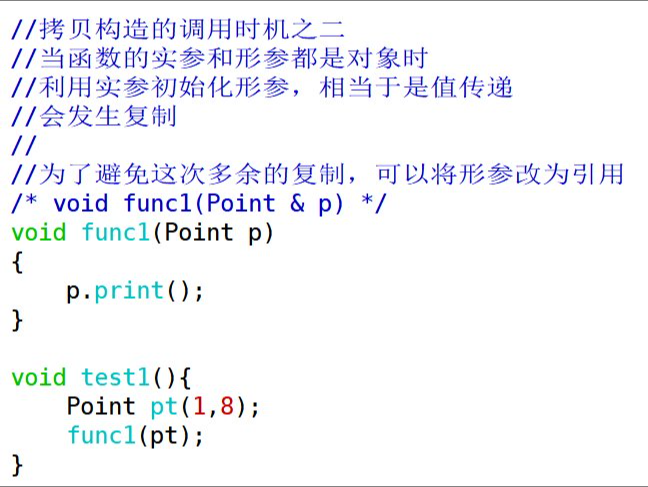 //拷贝构造的调用时机之二
//当函数的实参和形参都是对象时
//利用实参初始化形参，相当于是值传递
//会发生复制
//
//为了避免这次多余的复制，可以将形参改为引用
/* void func1(Point & p) */
void func1(Point p)
{
    p.print();
}

void test1(){
    Point pt(1,8);
    func1(pt);
}